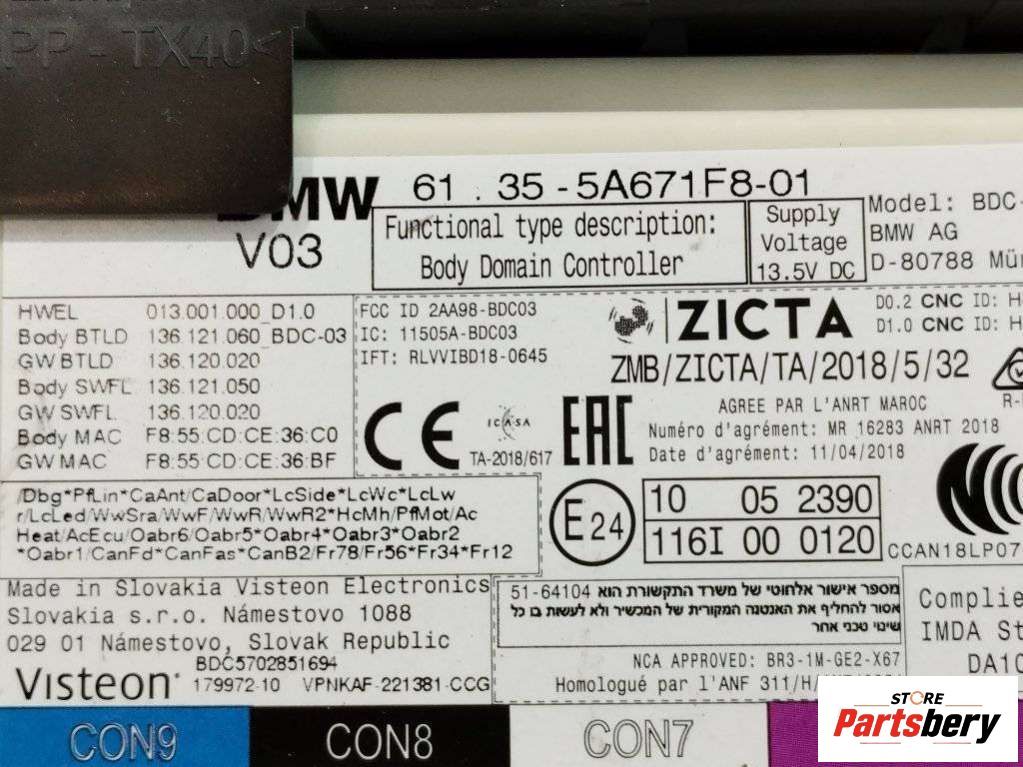 PP - TX40<
BMW 61 . 35 - 5A671F8-01
V03
Functional type description:
Body Domain Controller
Supply
Voltage
13.5V DC
Model: BDC-
BMW AG
D-80788
HWEL 013.001.000_D1.0
Body BTLD 136.121.060_BDC-03
GW BTLD 136.120.020
Body SWFL 136.121.050
GW SWFL 136.120.020
Body MAC F8:55:CD:CE:36:C0
GW MAC F8:55:CD:CE:36:BF
FCC ID 2AA98-BDC03
IC: 11505A-BDC03
IFT: RLVVIBD18-0645
CE
ICASA
TA-2018/617
EAC
ZICTA
ZMB/ZICTA/TA/2018/5/32
D0.2 CNC ID: H
D1.0 CNC ID: H
R-
AGREE PAR L'ANRT MAROC
Numéro d'agrément: MR 16283 ANRT 2018
Date d'agrément: 11/04/2018
E24
10 05 2390
116I 00 0120
CCAN18LP07
/Dbg*PfLin*CaAnt/CaDoor*LcSide*LcWc*LcLw
r/LcLed/WwSra/WwF/WwR/WwR2*HcMh/PfMot/Ac
Heat/AcEcu/Oabr6/Oabr5*Oabr4*Oabr3*Oabr2
*Oabr1/CanFd*CanFas*CanB2/Fr78/Fr56*Fr34*Fr12
Made in Slovakia Visteon Electronics
Slovakia s.r.o. Námestovo 1088
029 01 Námestovo, Slovak Republic
BDC5702851694
Visteon 179972-10 VPNKAF-221381-CCG
מספר אישור אלחוטי של משרד התקשורת הוא 51-64104
אסור להחליף את האנטנה המקורית של המכשיר ולא לעשות בו כל
שינוי טכני אחר
NCA APPROVED: BR3-1M-GE2-X67
Homologué par l'ANF 311/H/
Complie
IMDA St
DA10
CON9
CON8
CON7
STORE
Partsbery